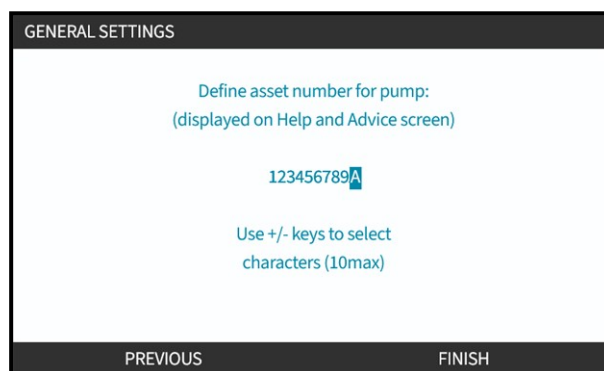 GENERAL SETTINGS
Define asset number for pump:
(displayed on Help and Advice screen)
123456789A
Use +/- keys to select
characters (10max)
PREVIOUS FINISH